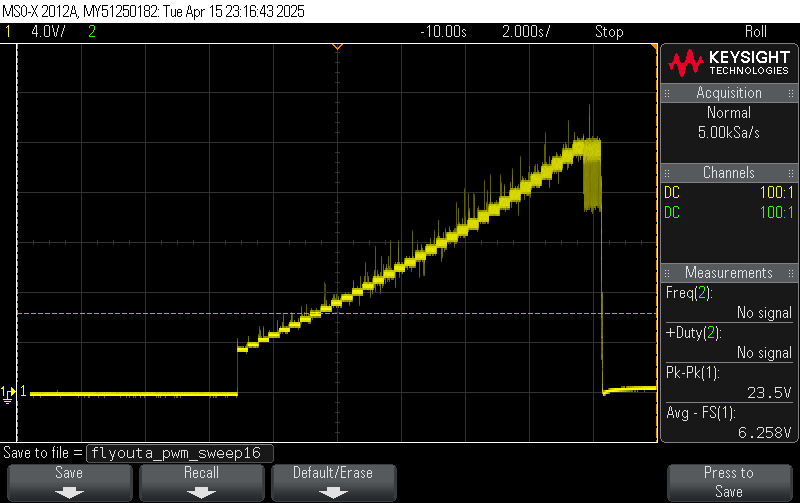 MSO-X 2012A, MY51250182: Tue Apr 15 23:16:43 2025
1 4.0V/ 2 -10.00s 2.000s/ Stop Roll
KEYSIGHT
TECHNOLOGIES
Acquisition
Normal
5.00kSa/s
Channels
DC 100:1
DC 100:1
Measurements
Freq(2):
No signal
+Duty(2):
No signal
Pk-Pk(1):
23.5V
Avg - FS(1):
6.258V
1 1
Save to file = flyouta_pwm_sweep16
Save Recall Default/Erase Press to
Save